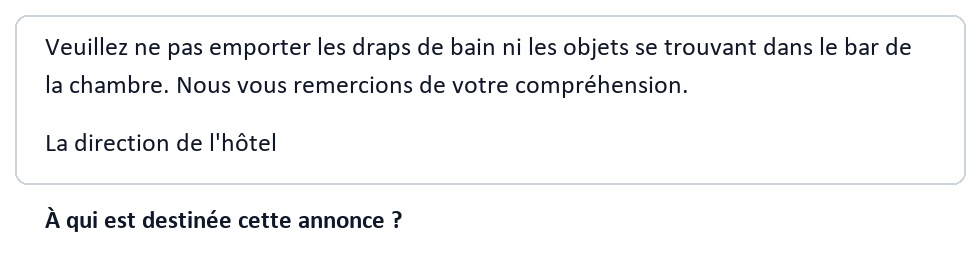 Veuillez ne pas emporter les draps de bain ni les objets se trouvant dans le bar de
la chambre. Nous vous remercions de votre compréhension.
La direction de l'hôtel
À qui est destinée cette annonce ?